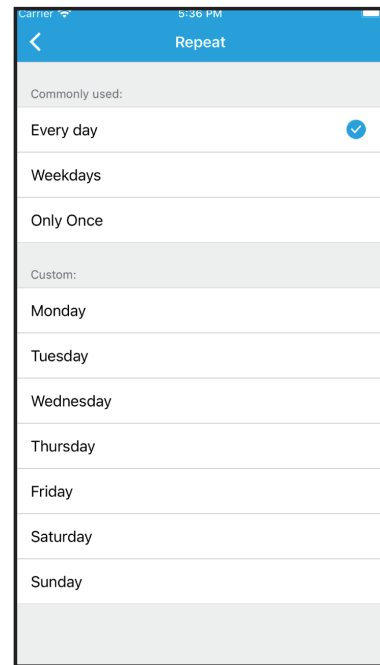 Carrier 5:36 PM
Repeat
Commonly used:
Every day
Weekdays
Only Once
Custom:
Monday
Tuesday
Wednesday
Thursday
Friday
Saturday
Sunday